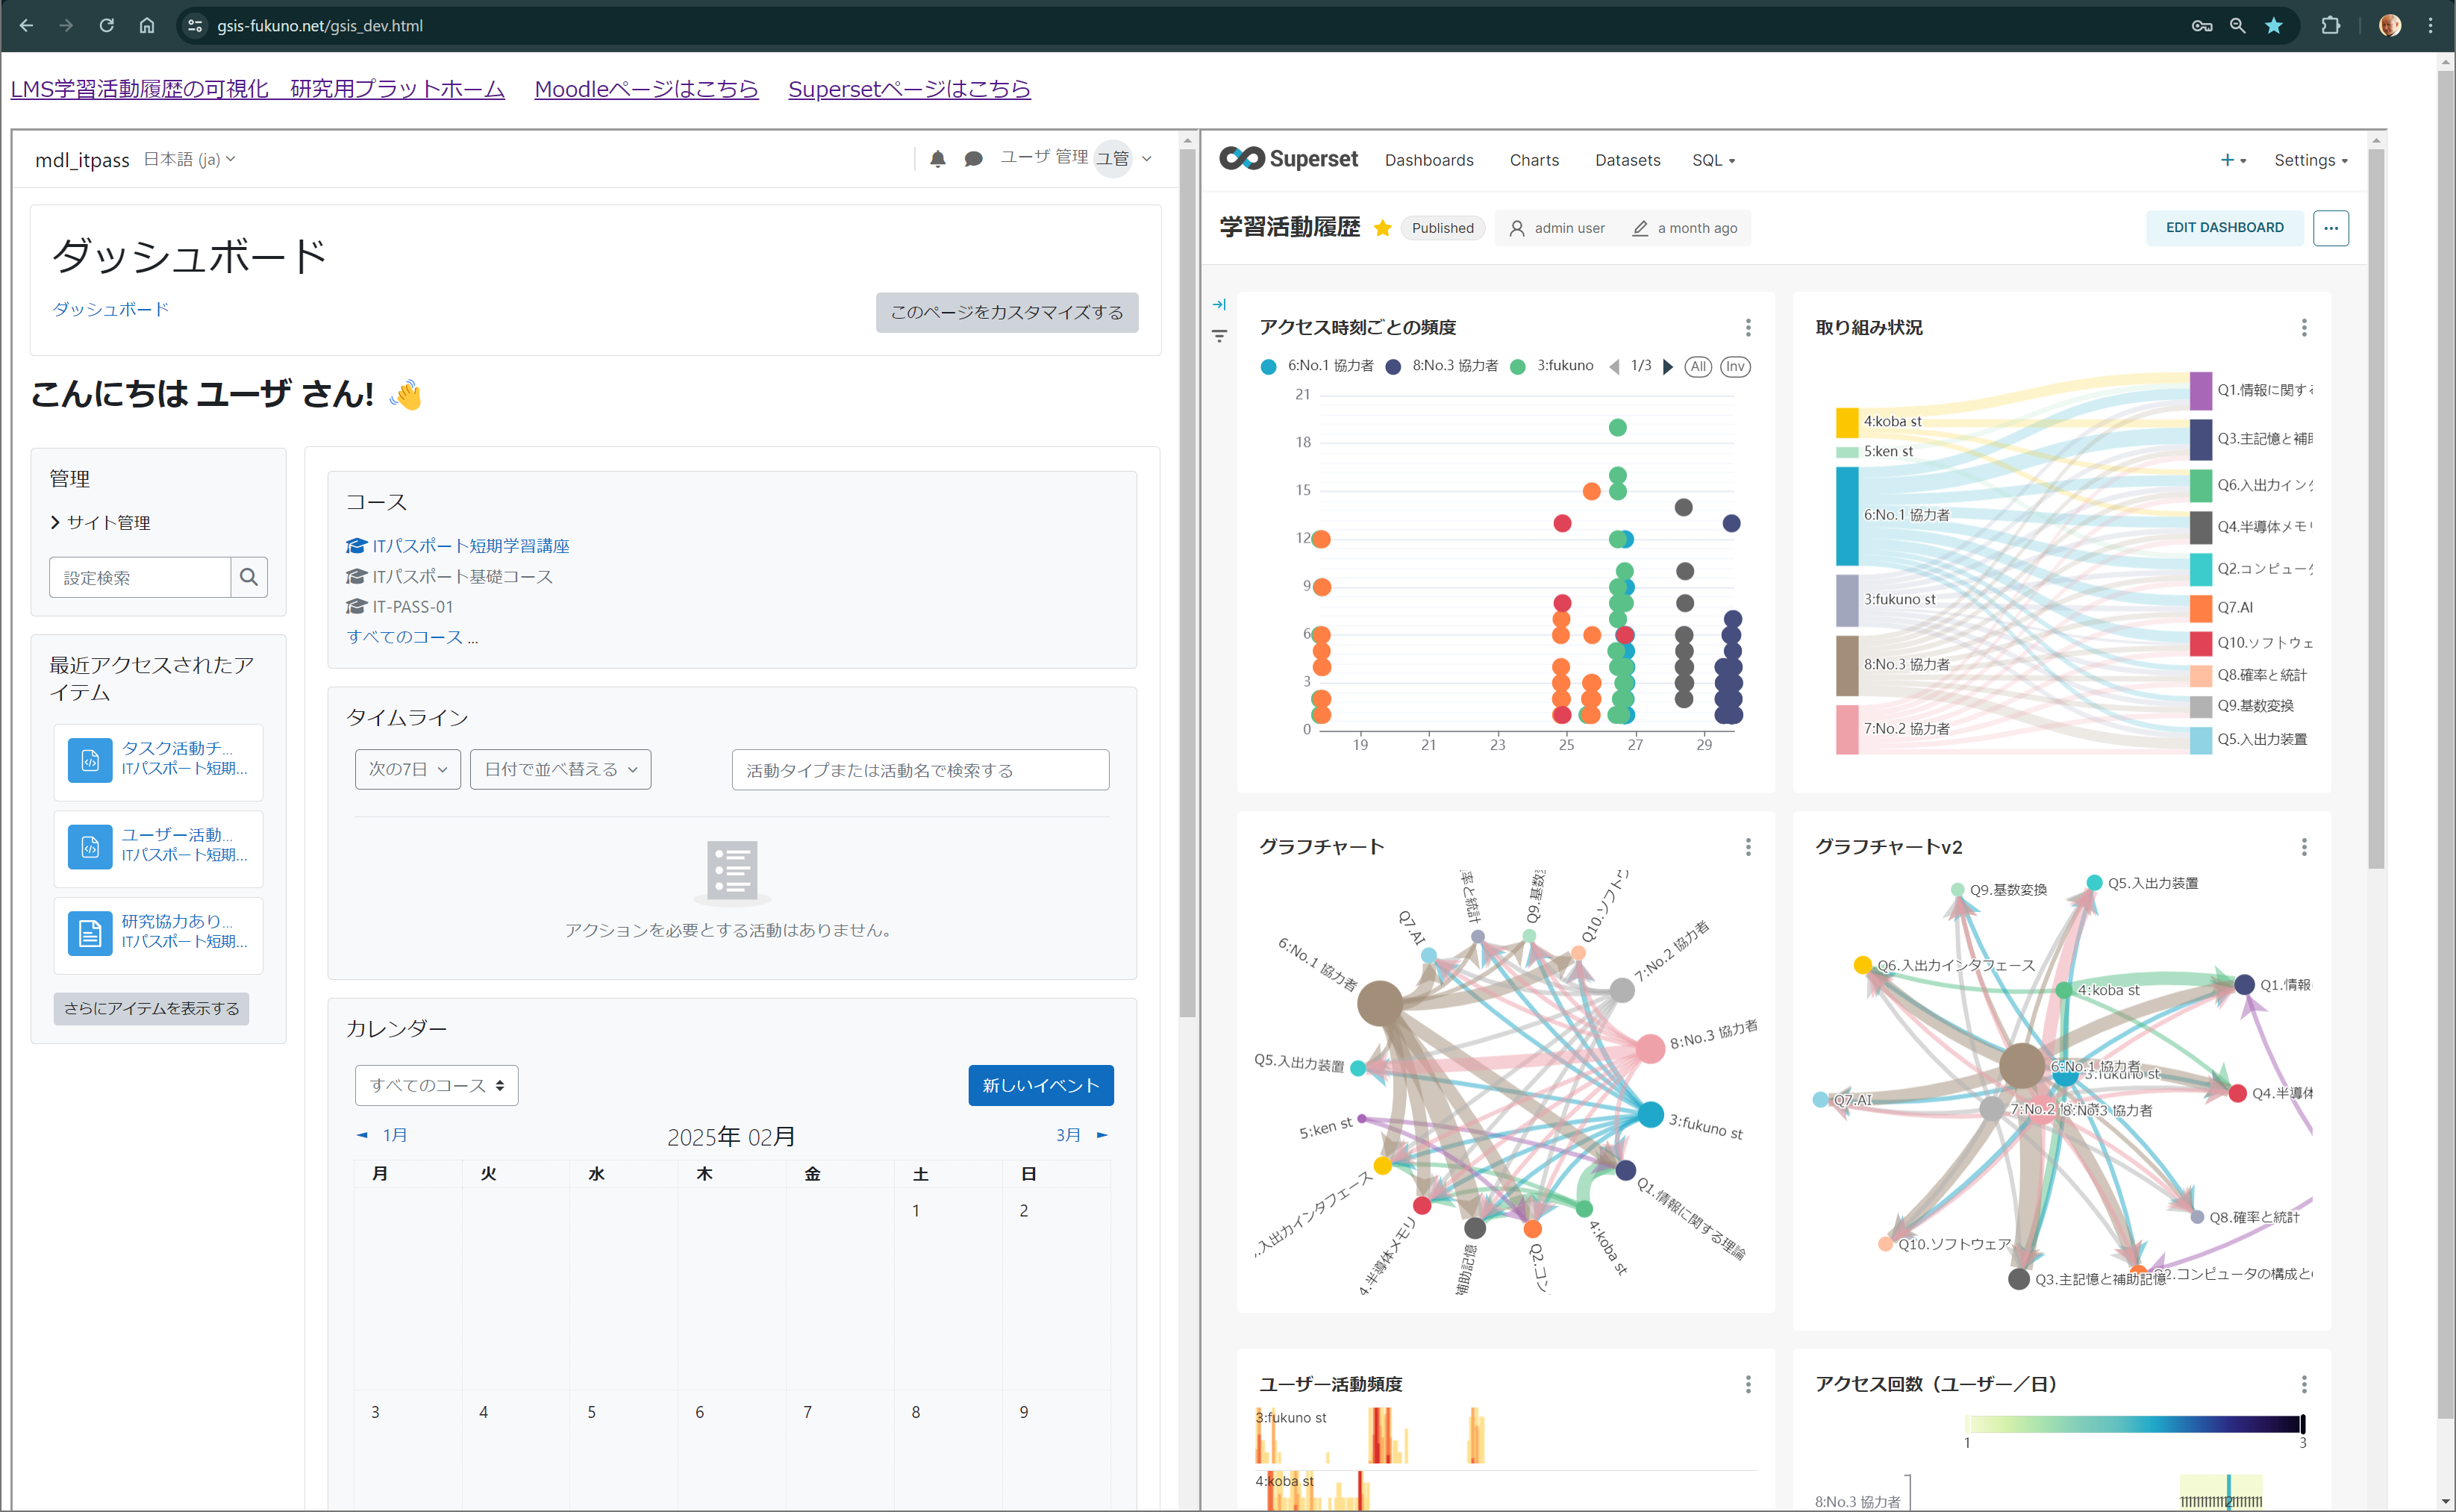 gsis-fukuno.net/gsis_dev.html
LMS学習活動履歴の可視化　研究用プラットホーム　Moodleページはこちら　Supersetページはこちら
mdl_itpass 日本語 (ja)
ユーザ 管理 ユ管
ダッシュボード
ダッシュボード
このページをカスタマイズする
こんにちは ユーザ さん! 👋
管理
サイト管理
設定検索
最近アクセスされたア
イテム
タスク活動チ...
ITパスポート短期...
ユーザー活動...
ITパスポート短期...
研究協力あり...
ITパスポート短期...
さらにアイテムを表示する
コース
ITパスポート短期学習講座
ITパスポート基礎コース
IT-PASS-01
すべてのコース ...
タイムライン
次の7日
日付で並べ替える
活動タイプまたは活動名で検索する
アクションを必要とする活動はありません。
カレンダー
すべてのコース
新しいイベント
◄ 1月
2025年 02月
3月 ►
月 火 水 木 金 土 日
1 2
3 4 5 6 7 8 9
Superset Dashboards Charts Datasets SQL
+ Settings
学習活動履歴 Published admin user a month ago
EDIT DASHBOARD ...
アクセス時刻ごとの頻度
6:No.1 協力者 8:No.3 協力者 3:fukuno 1/3 All Inv
21
18
15
12
9
6
3
0
19 21 23 25 27 29
取り組み状況
4:koba st
5:ken st
6:No.1 協力者
3:fukuno st
8:No.3 協力者
7:No.2 協力者
Q1.情報に関する
Q3.主記憶と補助
Q6.入出力インタ
Q4.半導体メモリ
Q2.コンピュータ
Q7.AI
Q10.ソフトウェ
Q8.確率と統計
Q9.基数変換
Q5.入出力装置
グラフチャート
率と統計
Q9.基数変
Q10.ソフトウ
Q7.AI
7:No.2 協力者
6:No.1 協力者
8:No.3 協力者
Q5.入出力装置
3:fukuno st
5:ken st
Q1.情報に関する理論
.入出力インタフェース
4:koba st
4.半導体メモリ
補助記憶
Q2.コン
グラフチャートv2
Q9.基数変換
Q5.入出力装置
Q6.入出力インタフェース
4:koba st
Q1.情報
6:No.1 協力者
3:fukuno st
Q4.半導体
Q7.AI
7:No.2
8:No.3 協力者
Q8.確率と統計
Q10.ソフトウェア
Q3.主記憶と補助記憶
2.コンピュータの構成と
ユーザー活動頻度
3:fukuno st
4:koba st
アクセス回数（ユーザー／日）
1 3
8:No.3 協力者